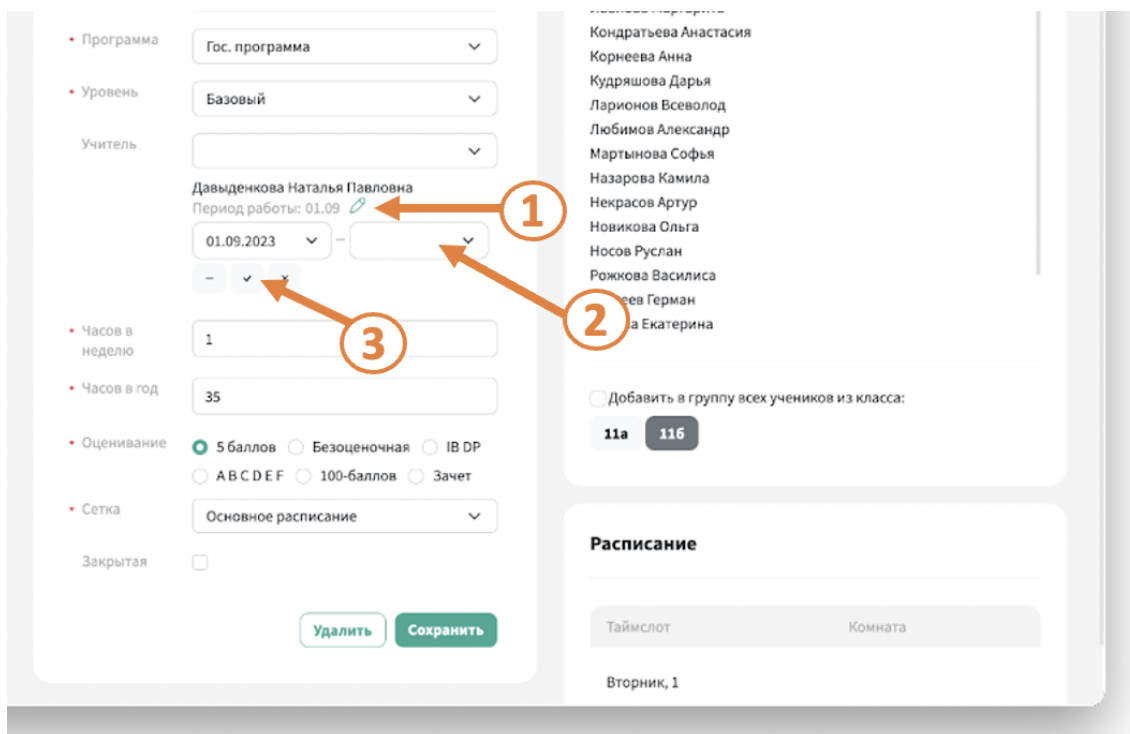 Программа
Гос. программа
Уровень
Базовый
Учитель
Давыденкова Наталья Павловна
Период работы: 01.09
01.09.2023 –
1
2
3
Часов в
неделю
1
Часов в год
35
Оценивание
5 баллов Безоценочная IB DP
A B C D E F 100-баллов Зачет
Сетка
Основное расписание
Закрытая
Удалить Сохранить
Кондратьева Анастасия
Корнеева Анна
Кудряшова Дарья
Ларионов Всеволод
Любимов Александр
Мартынова Софья
Назарова Камила
Некрасов Артур
Новикова Ольга
Носов Руслан
Рожкова Василиса
Герман
Екатерина
Добавить в группу всех учеников из класса:
11а 11б
Расписание
Таймслот Комната
Вторник, 1